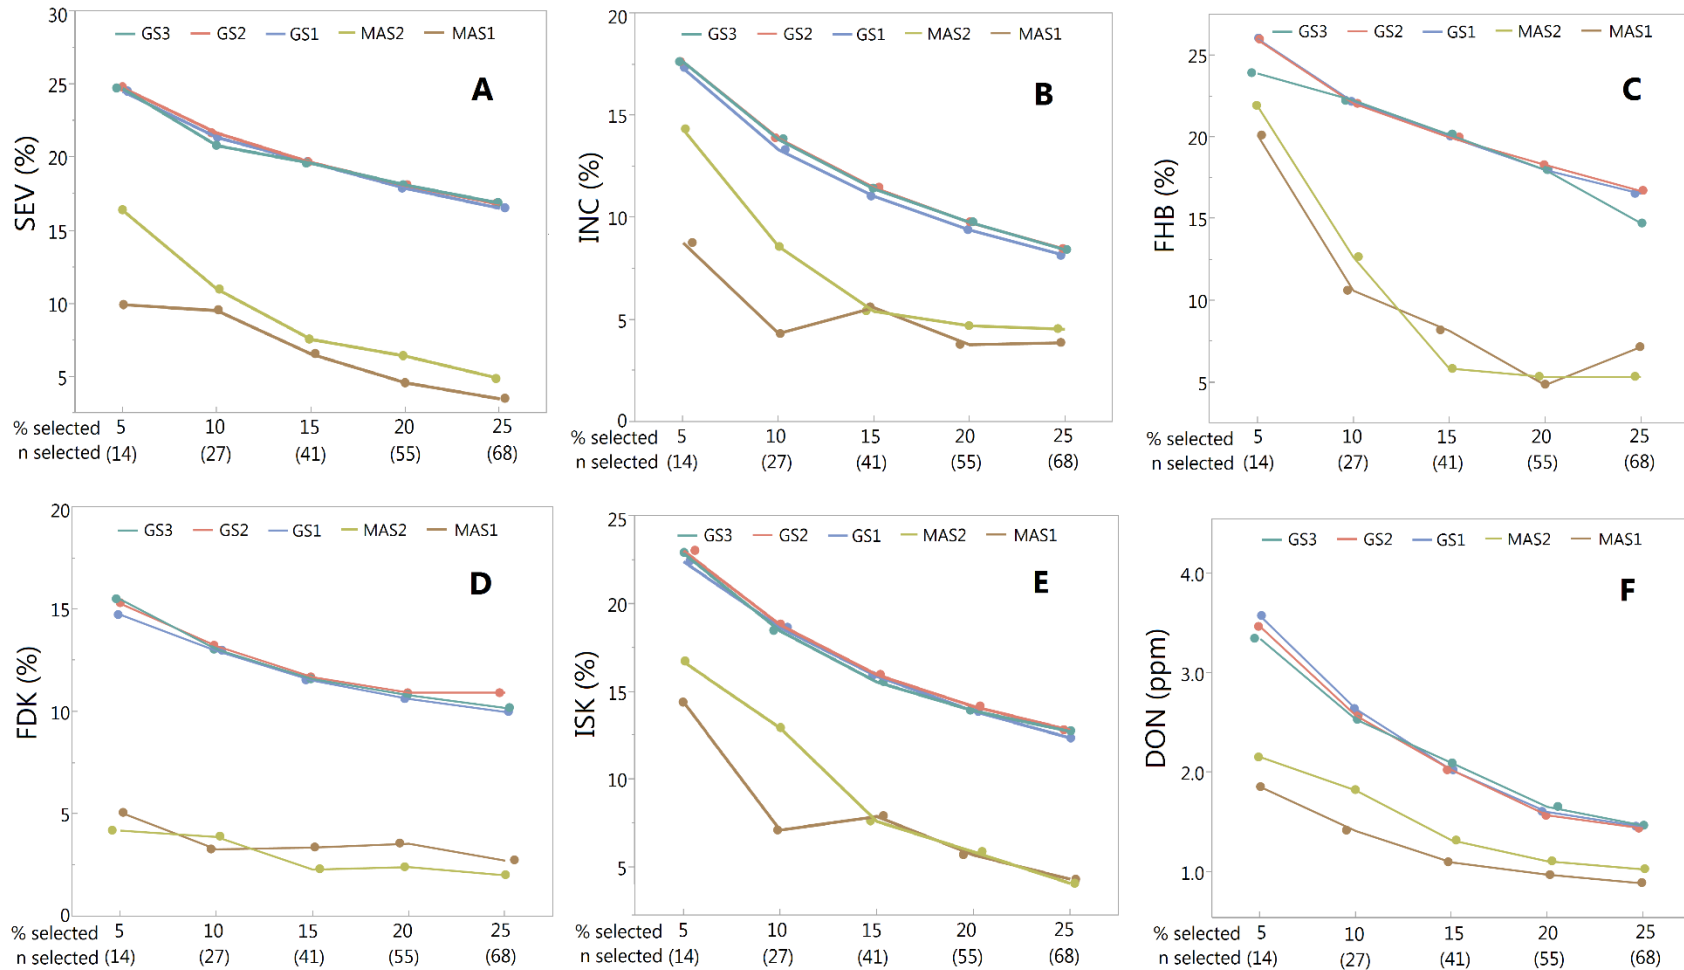 30
25
20
15
10
5
SEV (%)
GS3 GS2 GS1 MAS2 MAS1
A
% selected 5 10 15 20 25
n selected (14) (27) (41) (55) (68)
20
15
10
5
0
INC (%)
GS3 GS2 GS1 MAS2 MAS1
B
% selected 5 10 15 20 25
n selected (14) (27) (41) (55) (68)
25
20
15
10
5
FHB (%)
GS3 GS2 GS1 MAS2 MAS1
C
% selected 5 10 15 20 25
n selected (14) (27) (41) (55) (68)
20
15
10
5
0
FDK (%)
GS3 GS2 GS1 MAS2 MAS1
D
% selected 5 10 15 20 25
n selected (14) (27) (41) (55) (68)
25
20
15
10
5
ISK (%)
GS3 GS2 GS1 MAS2 MAS1
E
% selected 5 10 15 20 25
n selected (14) (27) (41) (55) (68)
4.0
3.0
2.0
1.0
DON (ppm)
GS3 GS2 GS1 MAS2 MAS1
F
% selected 5 10 15 20 25
n selected (14) (27) (41) (55) (68)